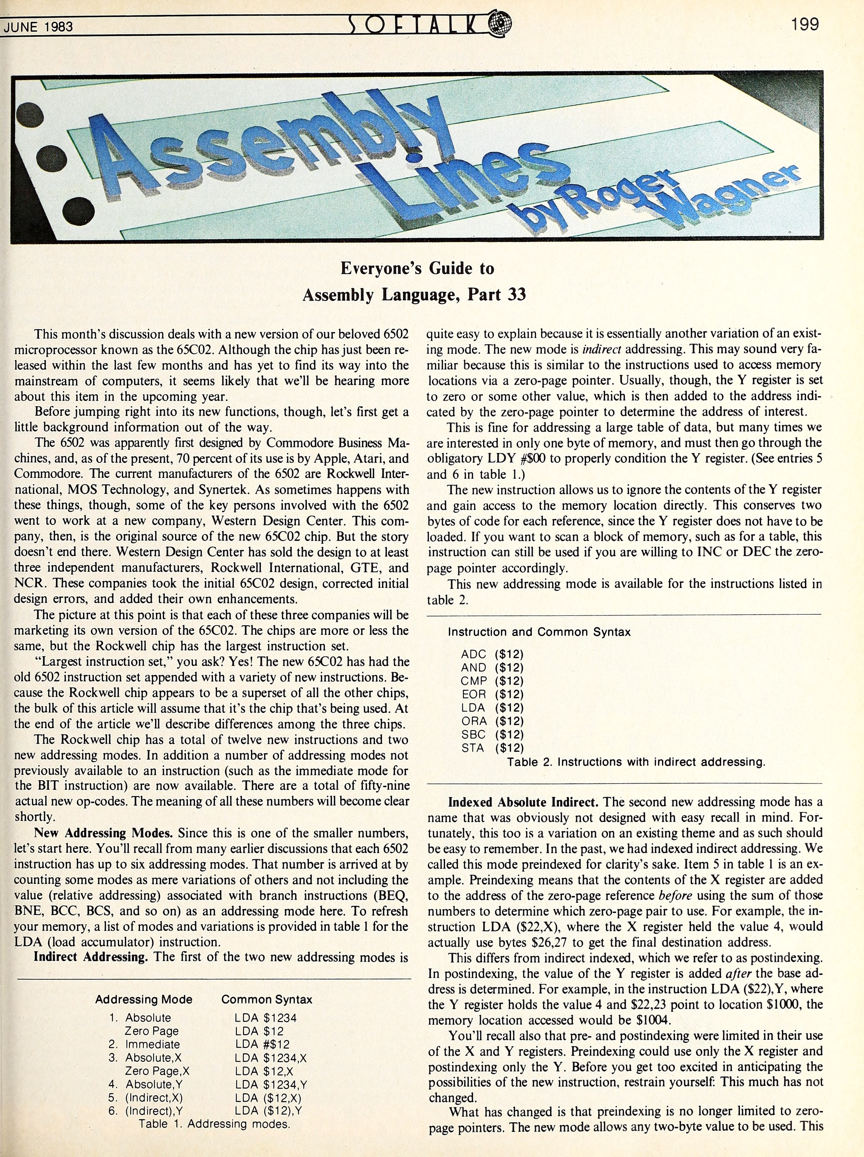 JUNE 1983
SOFTALK
199
Assembly
Lines
by Roger
Wagner
Everyone's Guide to
Assembly Language, Part 33
This month's discussion deals with a new version of our beloved 6502
microprocessor known as the 65C02. Although the chip has just been re-
leased within the last few months and has yet to find its way into the
mainstream of computers, it seems likely that we'll be hearing more
about this item in the upcoming year.
Before jumping right into its new functions, though, let's first get a
little background information out of the way.
The 6502 was apparently first designed by Commodore Business Ma-
chines, and, as of the present, 70 percent of its use is by Apple, Atari, and
Commodore. The current manufacturers of the 6502 are Rockwell Inter-
national, MOS Technology, and Synertek. As sometimes happens with
these things, though, some of the key persons involved with the 6502
went to work at a new company, Western Design Center. This com-
pany, then, is the original source of the new 65C02 chip. But the story
doesn't end there. Western Design Center has sold the design to at least
three independent manufacturers, Rockwell International, GTE, and
NCR. These companies took the initial 65C02 design, corrected initial
design errors, and added their own enhancements.
The picture at this point is that each of these three companies will be
marketing its own version of the 65C02. The chips are more or less the
same, but the Rockwell chip has the largest instruction set.
"Largest instruction set," you ask? Yes! The new 65C02 has had the
old 6502 instruction set appended with a variety of new instructions. Be-
cause the Rockwell chip appears to be a superset of all the other chips,
the bulk of this article will assume that it's the chip that's being used. At
the end of the article we'll describe differences among the three chips.
The Rockwell chip has a total of twelve new instructions and two
new addressing modes. In addition a number of addressing modes not
previously available to an instruction (such as the immediate mode for
the BIT instruction) are now available. There are a total of fifty-nine
actual new op-codes. The meaning of all these numbers will become clear
shortly.
New Addressing Modes. Since this is one of the smaller numbers,
let's start here. You'll recall from many earlier discussions that each 6502
instruction has up to six addressing modes. That number is arrived at by
counting some modes as mere variations of others and not including the
value (relative addressing) associated with branch instructions (BEQ,
BNE, BCC, BCS, and so on) as an addressing mode here. To refresh
your memory, a list of modes and variations is provided in table 1 for the
LDA (load accumulator) instruction.
Indirect Addressing. The first of the two new addressing modes is
Addressing Mode Common Syntax
1. Absolute LDA $1234
Zero Page LDA $12
2. Immediate LDA #$12
3. Absolute,X LDA $1234,X
Zero Page,X LDA $12,X
4. Absolute,Y LDA $1234,Y
5. (Indirect,X) LDA ($12,X)
6. (Indirect),Y LDA ($12),Y
Table 1. Addressing modes.
quite easy to explain because it is essentially another variation of an exist-
ing mode. The new mode is indirect addressing. This may sound very fa-
miliar because this is similar to the instructions used to access memory
locations via a zero-page pointer. Usually, though, the Y register is set
to zero or some other value, which is then added to the address indi-
cated by the zero-page pointer to determine the address of interest.
This is fine for addressing a large table of data, but many times we
are interested in only one byte of memory, and must then go through the
obligatory LDY #$00 to properly condition the Y register. (See entries 5
and 6 in table 1.)
The new instruction allows us to ignore the contents of the Y register
and gain access to the memory location directly. This conserves two
bytes of code for each reference, since the Y register does not have to be
loaded. If you want to scan a block of memory, such as for a table, this
instruction can still be used if you are willing to INC or DEC the zero-
page pointer accordingly.
This new addressing mode is available for the instructions listed in
table 2.
Instruction and Common Syntax
ADC ($12)
AND ($12)
CMP ($12)
EOR ($12)
LDA ($12)
ORA ($12)
SBC ($12)
STA ($12)
Table 2. Instructions with indirect addressing.
Indexed Absolute Indirect. The second new addressing mode has a
name that was obviously not designed with easy recall in mind. For-
tunately, this too is a variation on an existing theme and as such should
be easy to remember. In the past, we had indexed indirect addressing. We
called this mode preindexed for clarity's sake. Item 5 in table 1 is an ex-
ample. Preindexing means that the contents of the X register are added
to the address of the zero-page reference before using the sum of those
numbers to determine which zero-page pair to use. For example, the in-
struction LDA ($22,X), where the X register held the value 4, would
actually use bytes $26,27 to get the final destination address.
This differs from indirect indexed, which we refer to as postindexing.
In postindexing, the value of the Y register is added after the base ad-
dress is determined. For example, in the instruction LDA ($22),Y, where
the Y register holds the value 4 and $22,23 point to location $1000, the
memory location accessed would be $1004.
You'll recall also that pre- and postindexing were limited in their use
of the X and Y registers. Preindexing could use only the X register and
postindexing only the Y. Before you get too excited in anticipating the
possibilities of the new instruction, restrain yourself: This much has not
changed.
What has changed is that preindexing is no longer limited to zero-
page pointers. The new mode allows any two-byte value to be used. This